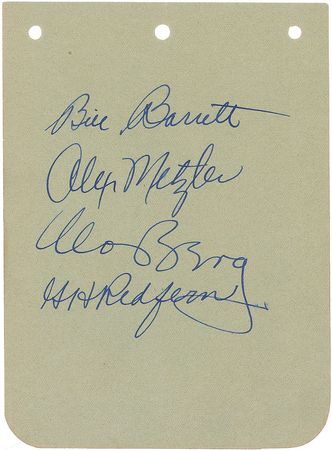 Bill Barrett
Alex Metzler
Moe Berg
G H Redfern